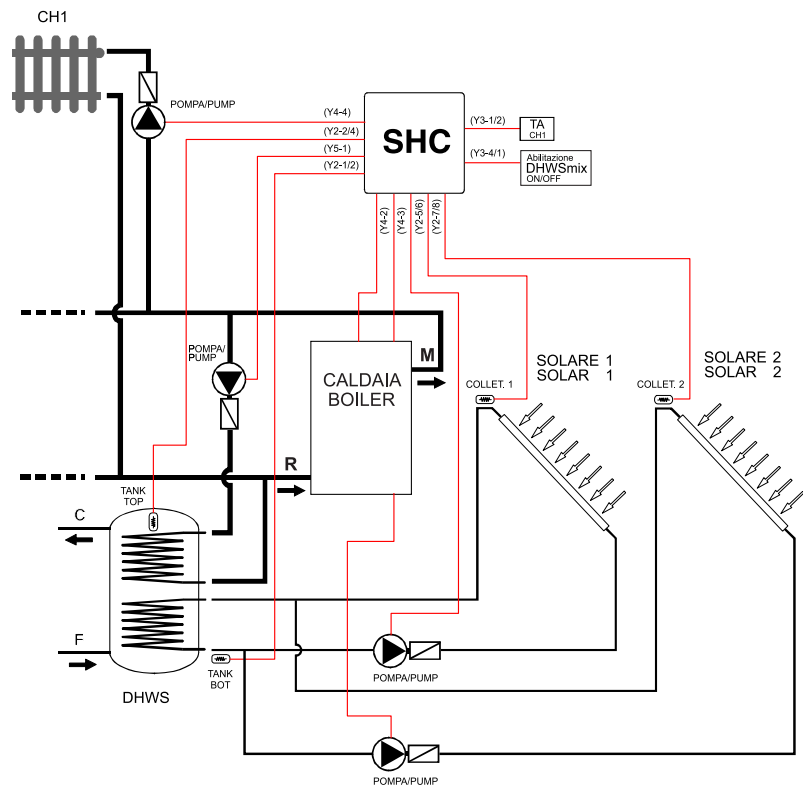 CH1
POMPA/PUMP
(Y4-4)
(Y2-2/4)
(Y5-1)
(Y2-1/2)
SHC
(Y3-1/2)
TA
CH1
(Y3-4/1)
Abilitazione
DHWSmix
ON/OFF
(Y4-2)
(Y4-3)
(Y2-5/6)
(Y2-7/8)
POMPA/
PUMP
M
CALDAIA
BOILER
SOLARE 1
SOLAR 1
COLLET. 1
SOLARE 2
SOLAR 2
COLLET. 2
R
TANK
TOP
C
F
TANK
BOT
DHWS
POMPA/PUMP
POMPA/PUMP